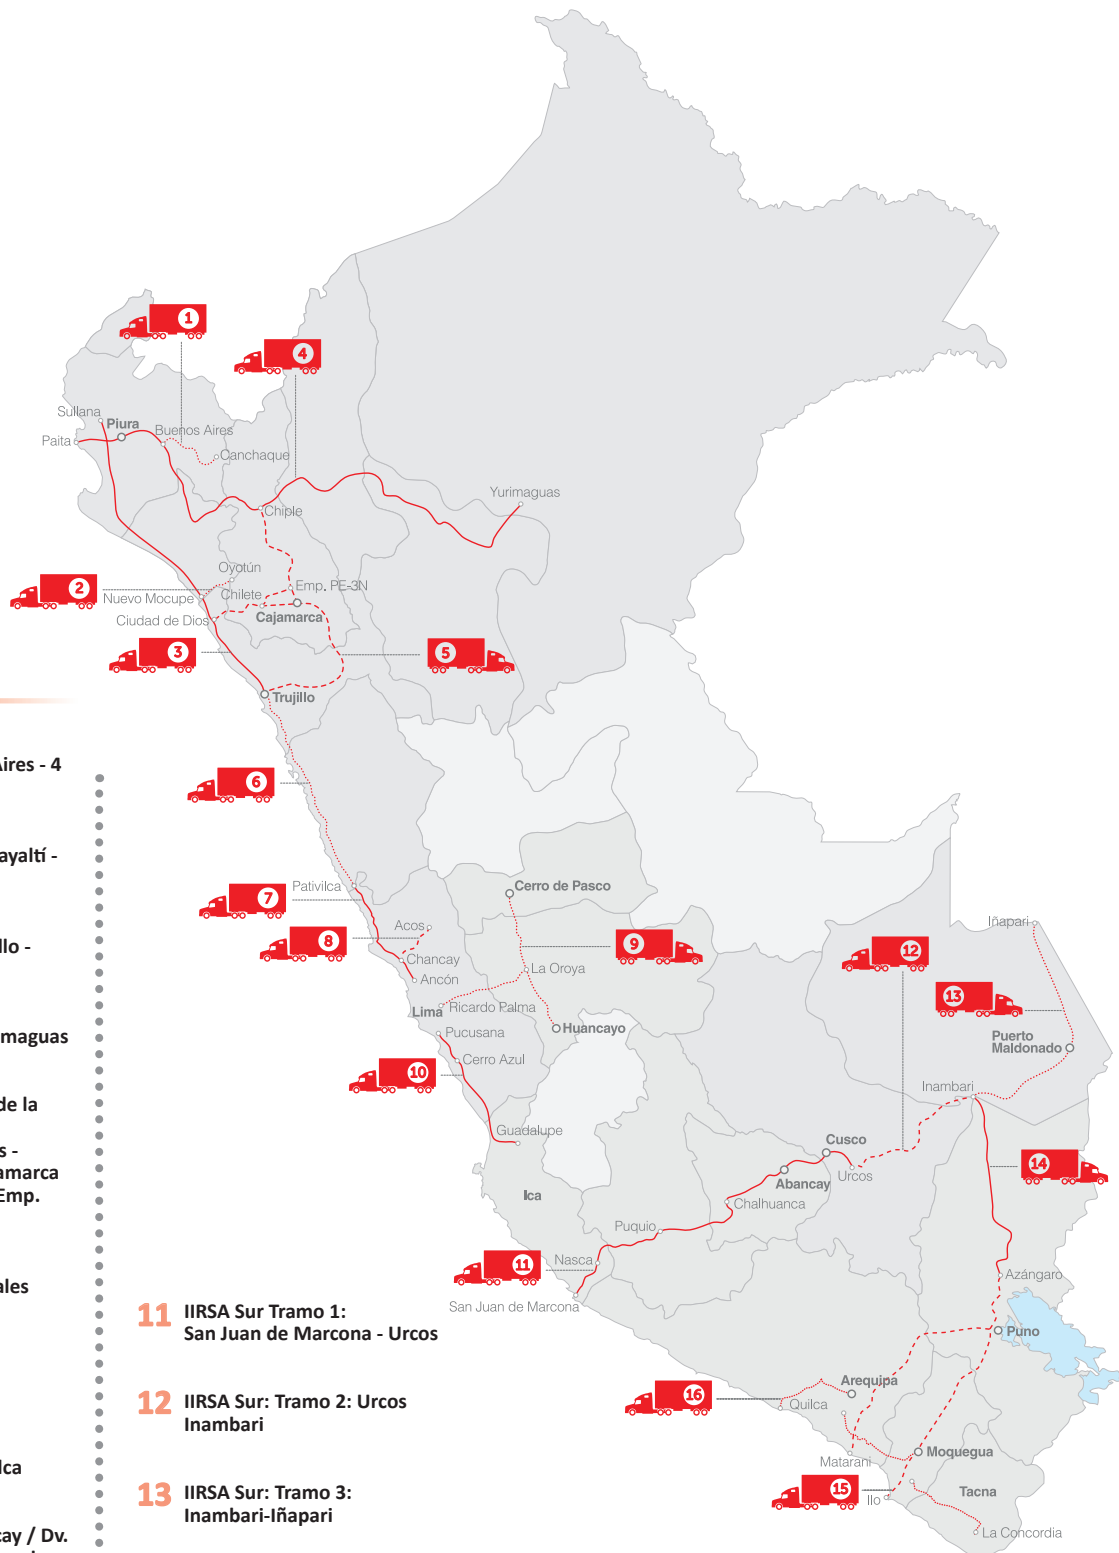 1
4
Sullana
Piura
Paita
Buenos Aires
Canchaque
Yurimaguas
Chiple
Oyotún
2
Emp. PE-3N
Chilete
Nuevo Mocupe
Cajamarca
Ciudad de Dios
3
5
Trujillo
6
Pativilca
7
Cerro de Pasco
Acos
8
9
12
Iñapari
Chancay
La Oroya
Ancón
13
Lima
Ricardo Palma
Huancayo
Pucusana
Puerto
Maldonado
Cerro Azul
10
Inambari
Guadalupe
Cusco
14
Urcos
Abancay
Ica
Chalhuanca
Puquio
Nasca
11
Azángaro
San Juan de Marcona
Puno
Arequipa
16
Quilca
Moquegua
Matarani
15
Ilo
Tacna
La Concordia
Aires - 4
ayaltí -
llo -
maguas
de la
s -
amarca
Emp.
ales
lca
cay / Dv.
11 IIRSA Sur Tramo 1:
San Juan de Marcona - Urcos
12 IIRSA Sur: Tramo 2: Urcos
Inambari
13 IIRSA Sur: Tramo 3:
Inambari-Iñapari